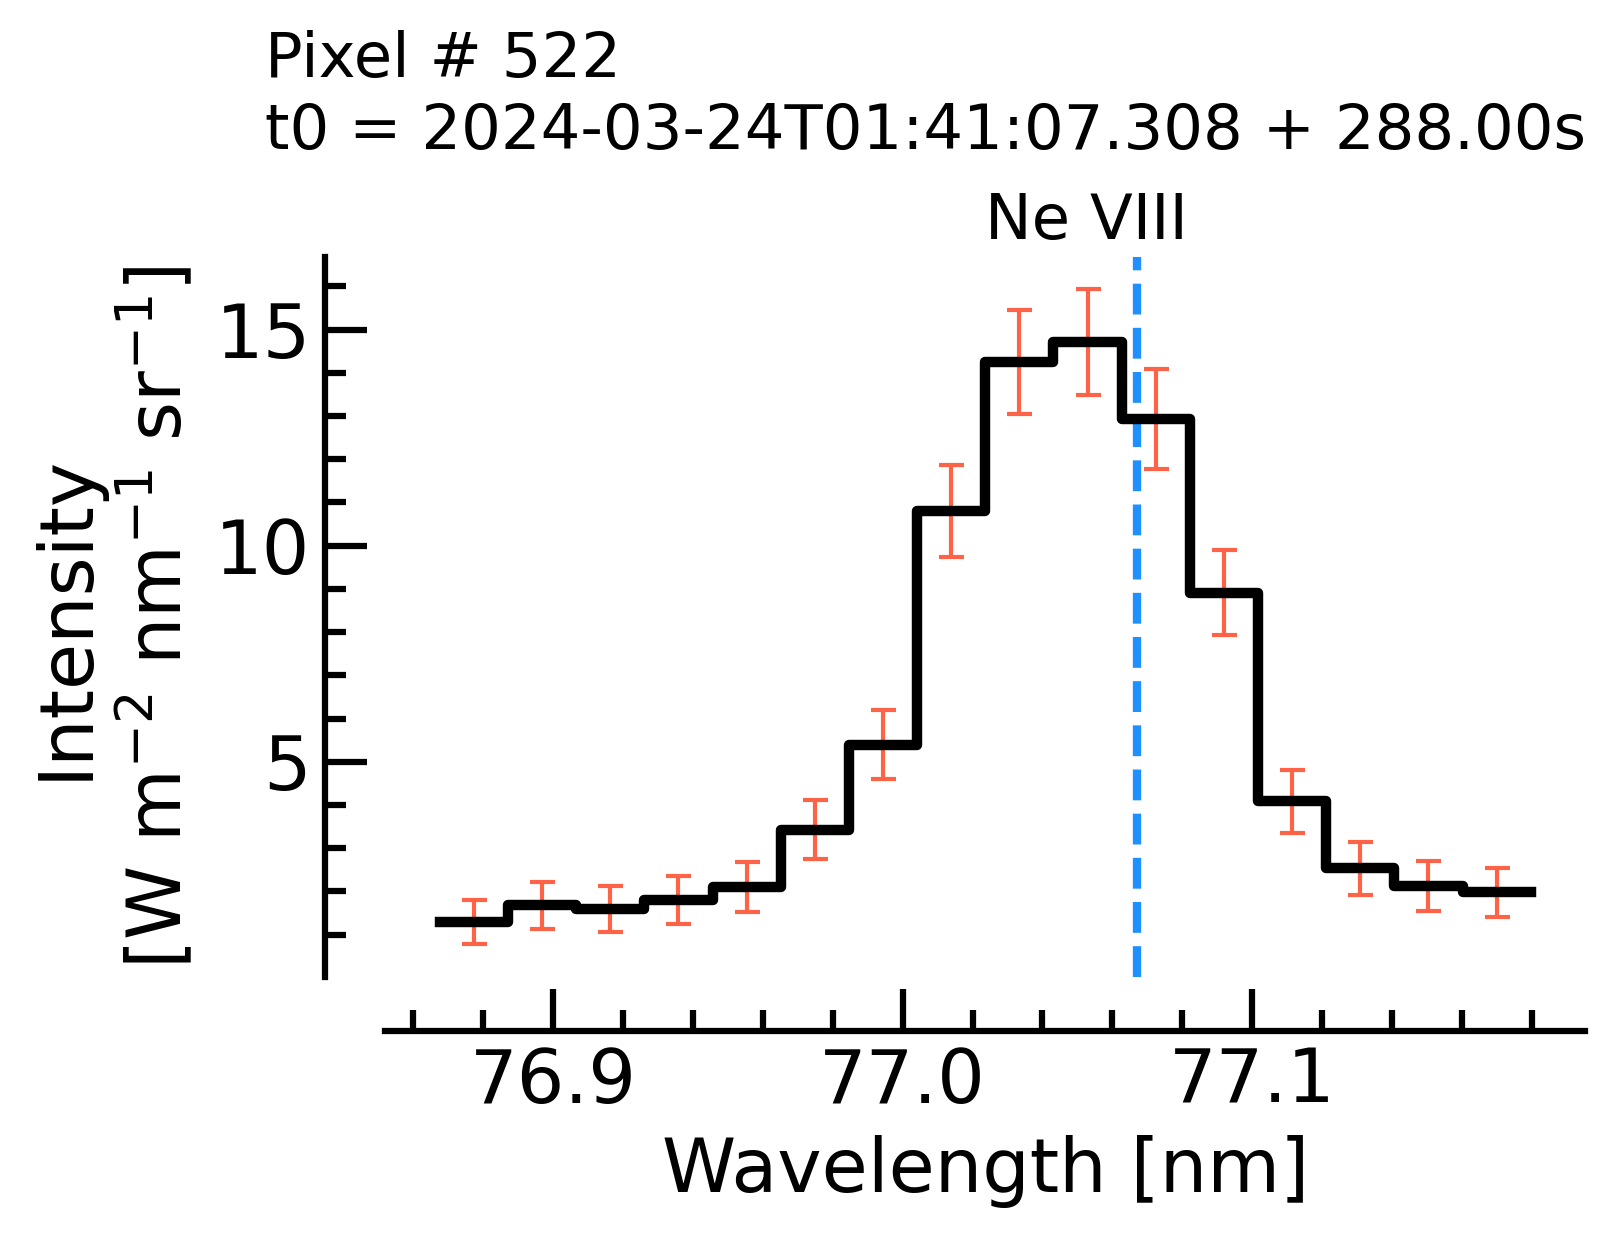 Pixel # 522
t0 = 2024-03-24T01:41:07.308 + 288.00s
Ne VIII
Intensity
[W m⁻² nm⁻¹ sr⁻¹]
15
10
5
76.9 77.0 77.1
Wavelength [nm]